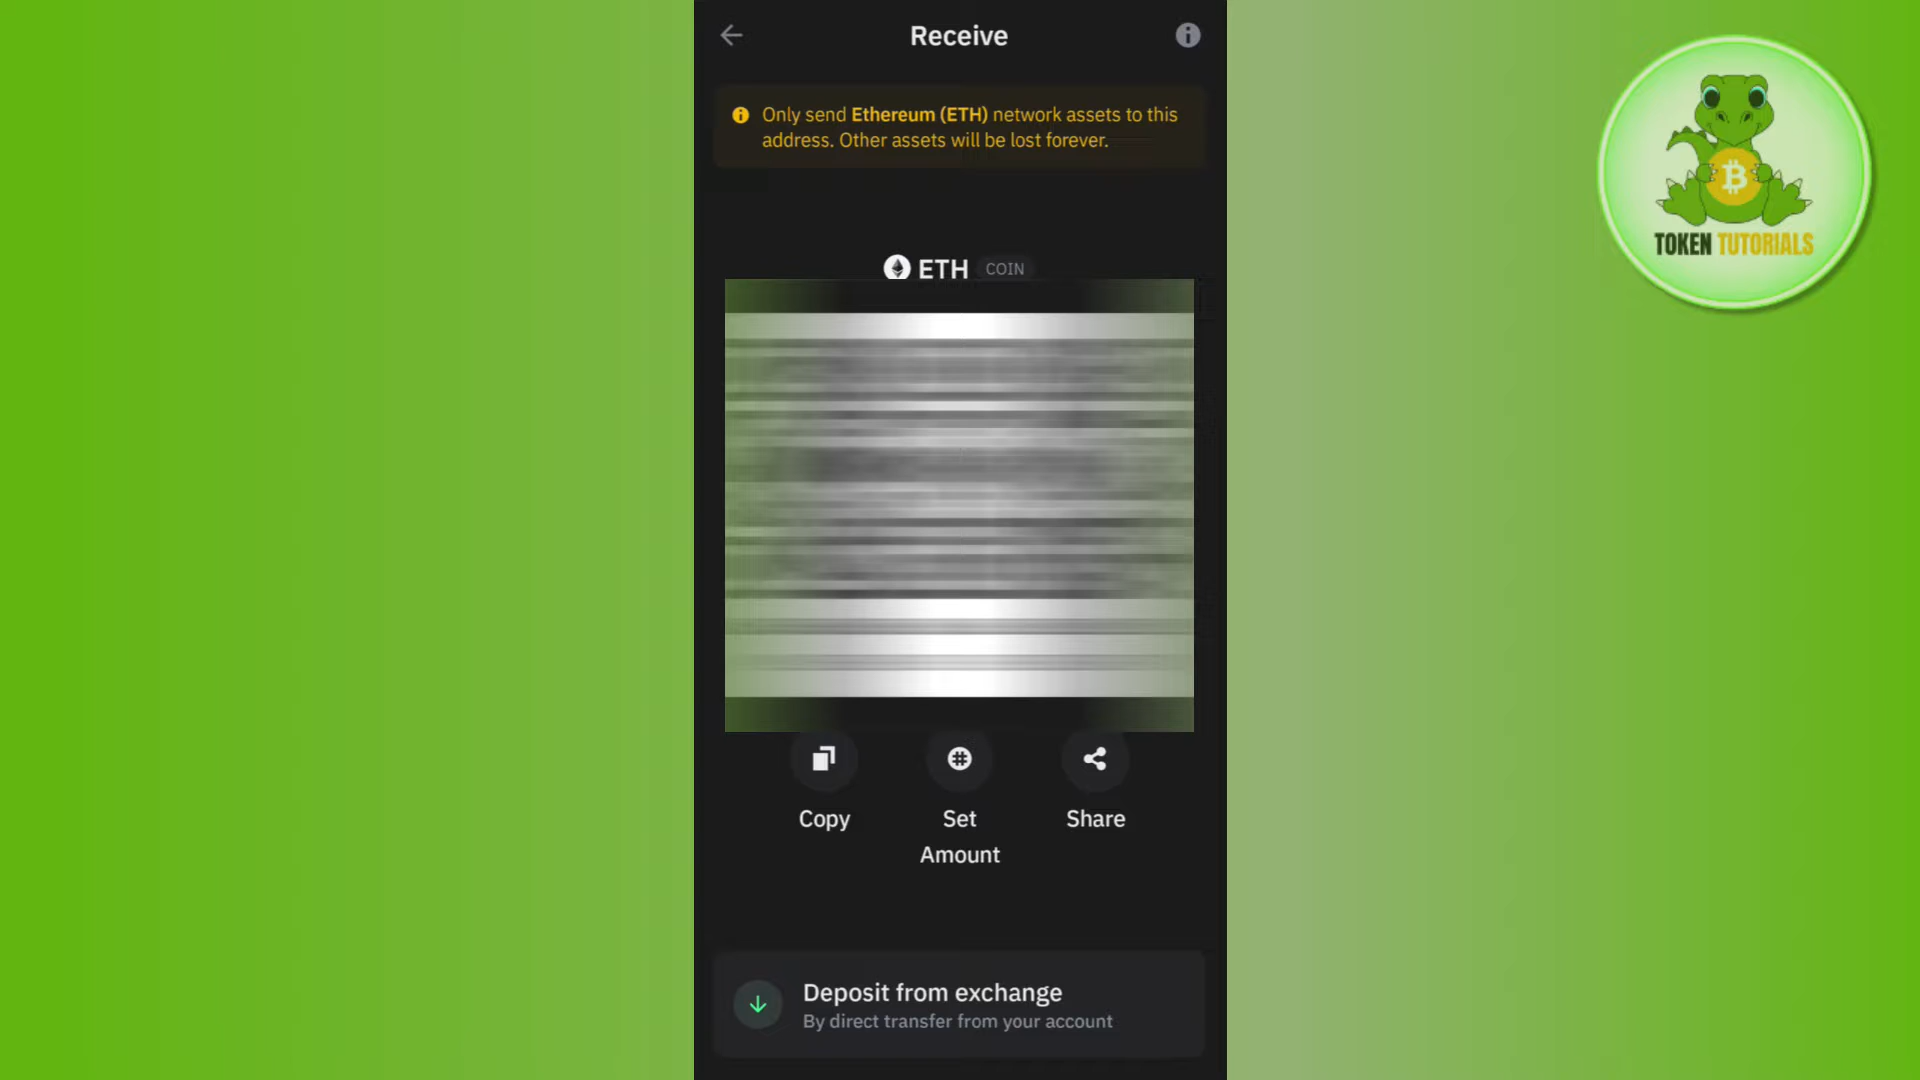 Receive
Only send Ethereum (ETH) network assets to this
address. Other assets will be lost forever.
ETH COIN
Copy
Set
Amount
Share
Deposit from exchange
By direct transfer from your account
TOKEN TUTORIALS